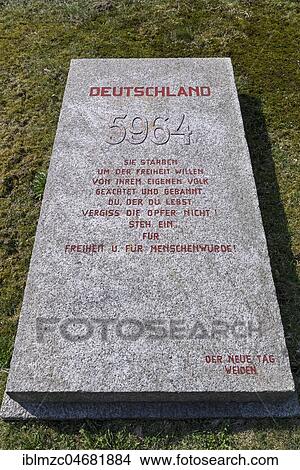 DEUTSCHLAND
5964
SIE STARBEN
UM DER FREIHEIT WILLEN
VON IHREM EIGENEN VOLK
GEÄCHTET UND GEBANNT.
DU, DER DU LEBST
VERGISS DIE OPFER NICHT!
STEH EIN
FÜR
FREIHEIT U. FÜR MENSCHENWÜRDE!
FOTOSEARCH
DER NEUE TAG
WEIDEN
iblmzc04681884 www.fotosearch.com